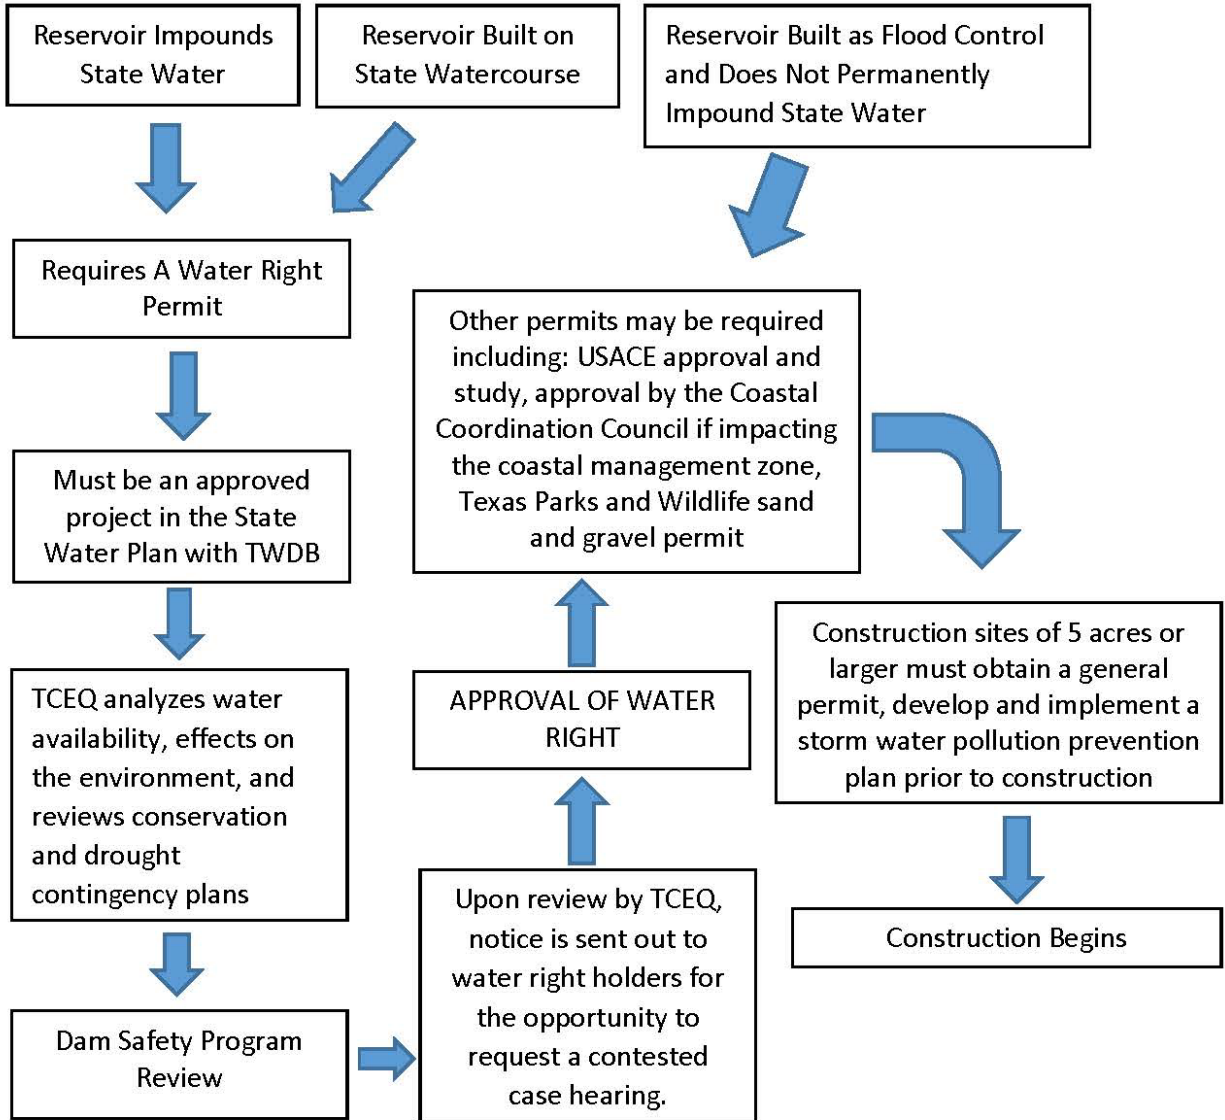 Reservoir Impounds
State Water
Reservoir Built on
State Watercourse
Reservoir Built as Flood Control
and Does Not Permanently
Impound State Water
Requires A Water Right
Permit
Must be an approved
project in the State
Water Plan with TWDB
TCEQ analyzes water
availability, effects on
the environment, and
reviews conservation
and drought
contingency plans
Dam Safety Program
Review
Upon review by TCEQ,
notice is sent out to
water right holders for
the opportunity to
request a contested
case hearing.
APPROVAL OF WATER
RIGHT
Other permits may be required
including: USACE approval and
study, approval by the Coastal
Coordination Council if impacting
the coastal management zone,
Texas Parks and Wildlife sand
and gravel permit
Construction sites of 5 acres or
larger must obtain a general
permit, develop and implement a
storm water pollution prevention
plan prior to construction
Construction Begins